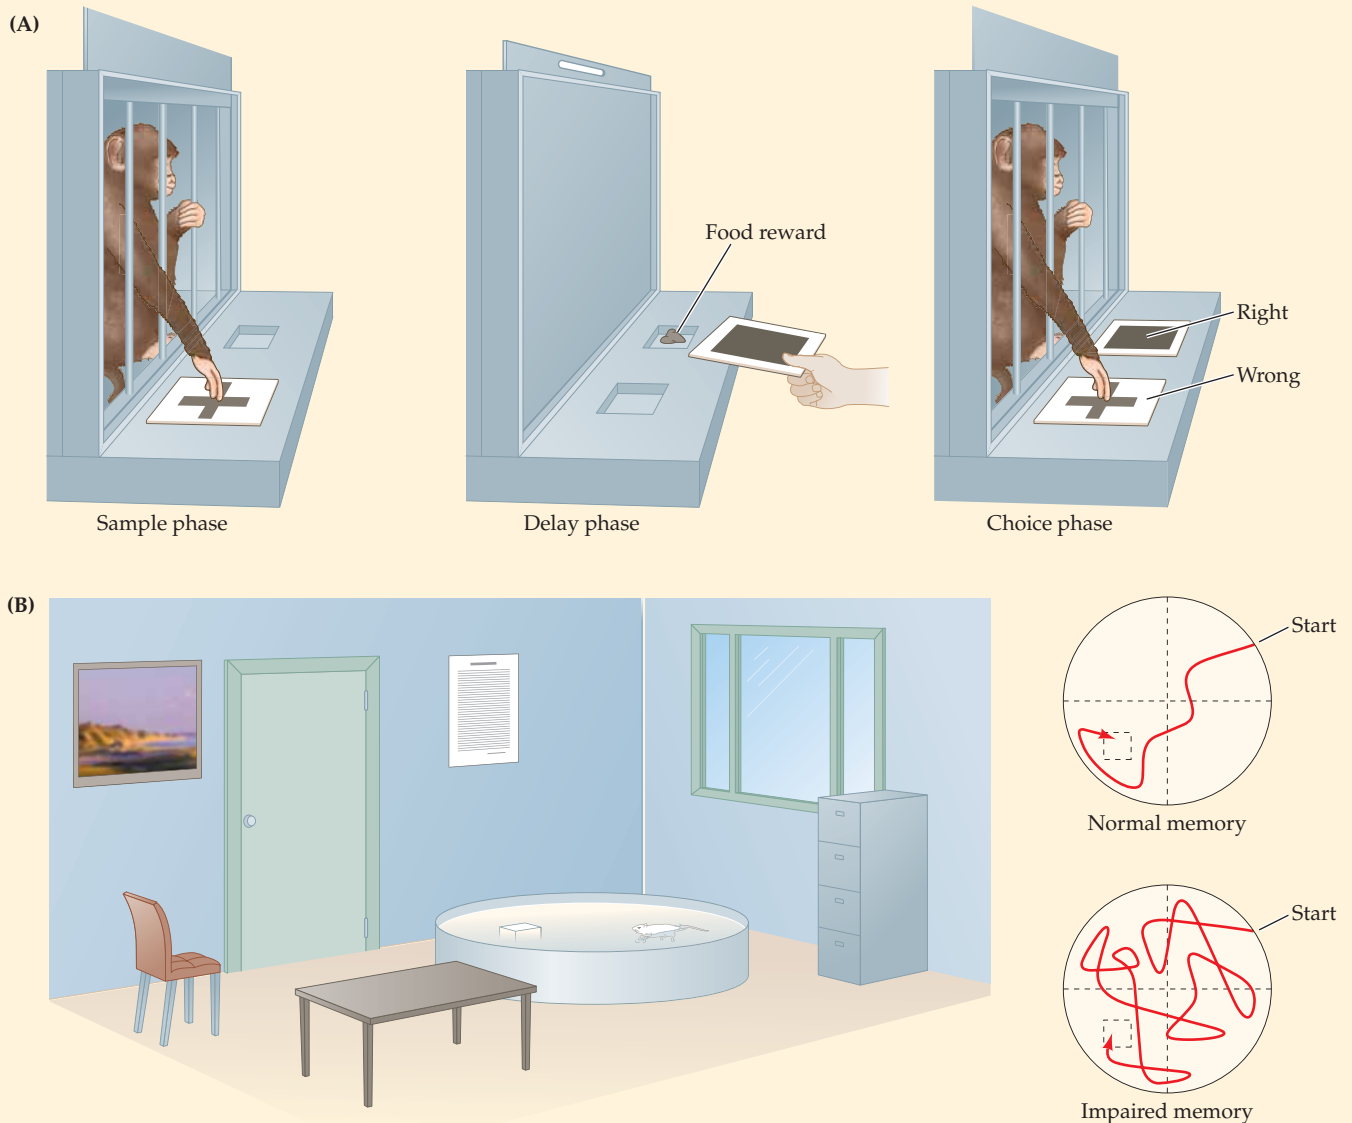 (A)
Food reward
Right
Wrong
Sample phase
Delay phase
Choice phase
(B)
Start
Normal memory
Start
Impaired memory